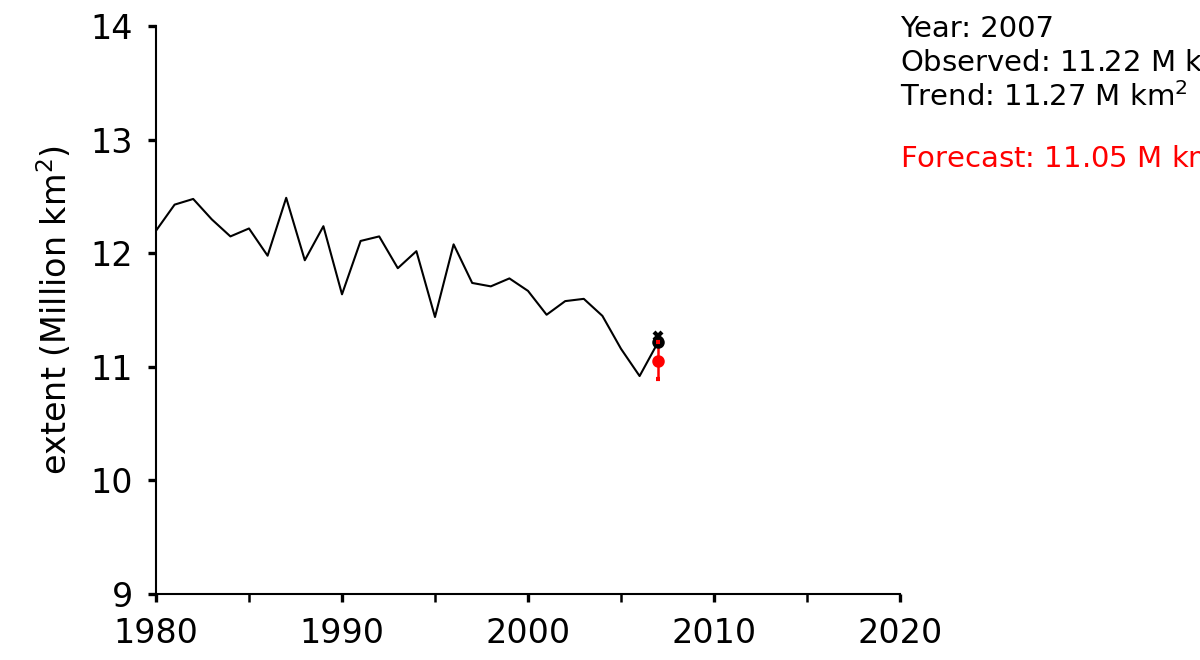 14
13
12
11
10
9
extent (Million km²)
1980 1990 2000 2010 2020
Year: 2007
Observed: 11.22 M k
Trend: 11.27 M km²
Forecast: 11.05 M